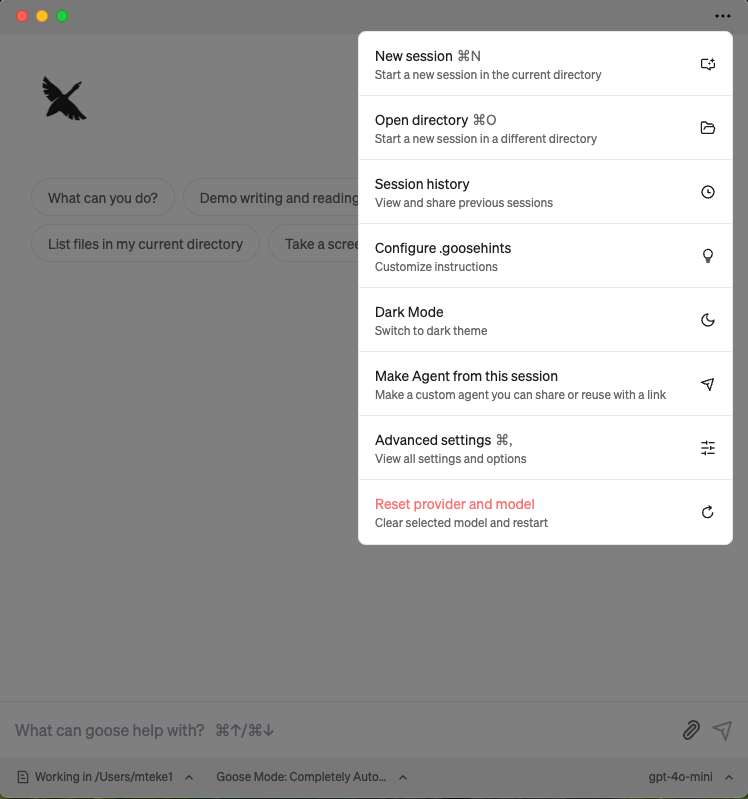 New session ⌘N
Start a new session in the current directory
Open directory ⌘O
Start a new session in a different directory
Session history
View and share previous sessions
Configure .goosehints
Customize instructions
Dark Mode
Switch to dark theme
Make Agent from this session
Make a custom agent you can share or reuse with a link
Advanced settings ⌘,
View all settings and options
Reset provider and model
Clear selected model and restart
What can you do? Demo writing and reading
List files in my current directory Take a scree
What can goose help with? ⌘↑/⌘↓
Working in /Users/mteke1 Goose Mode: Completely Auto... gpt-4o-mini